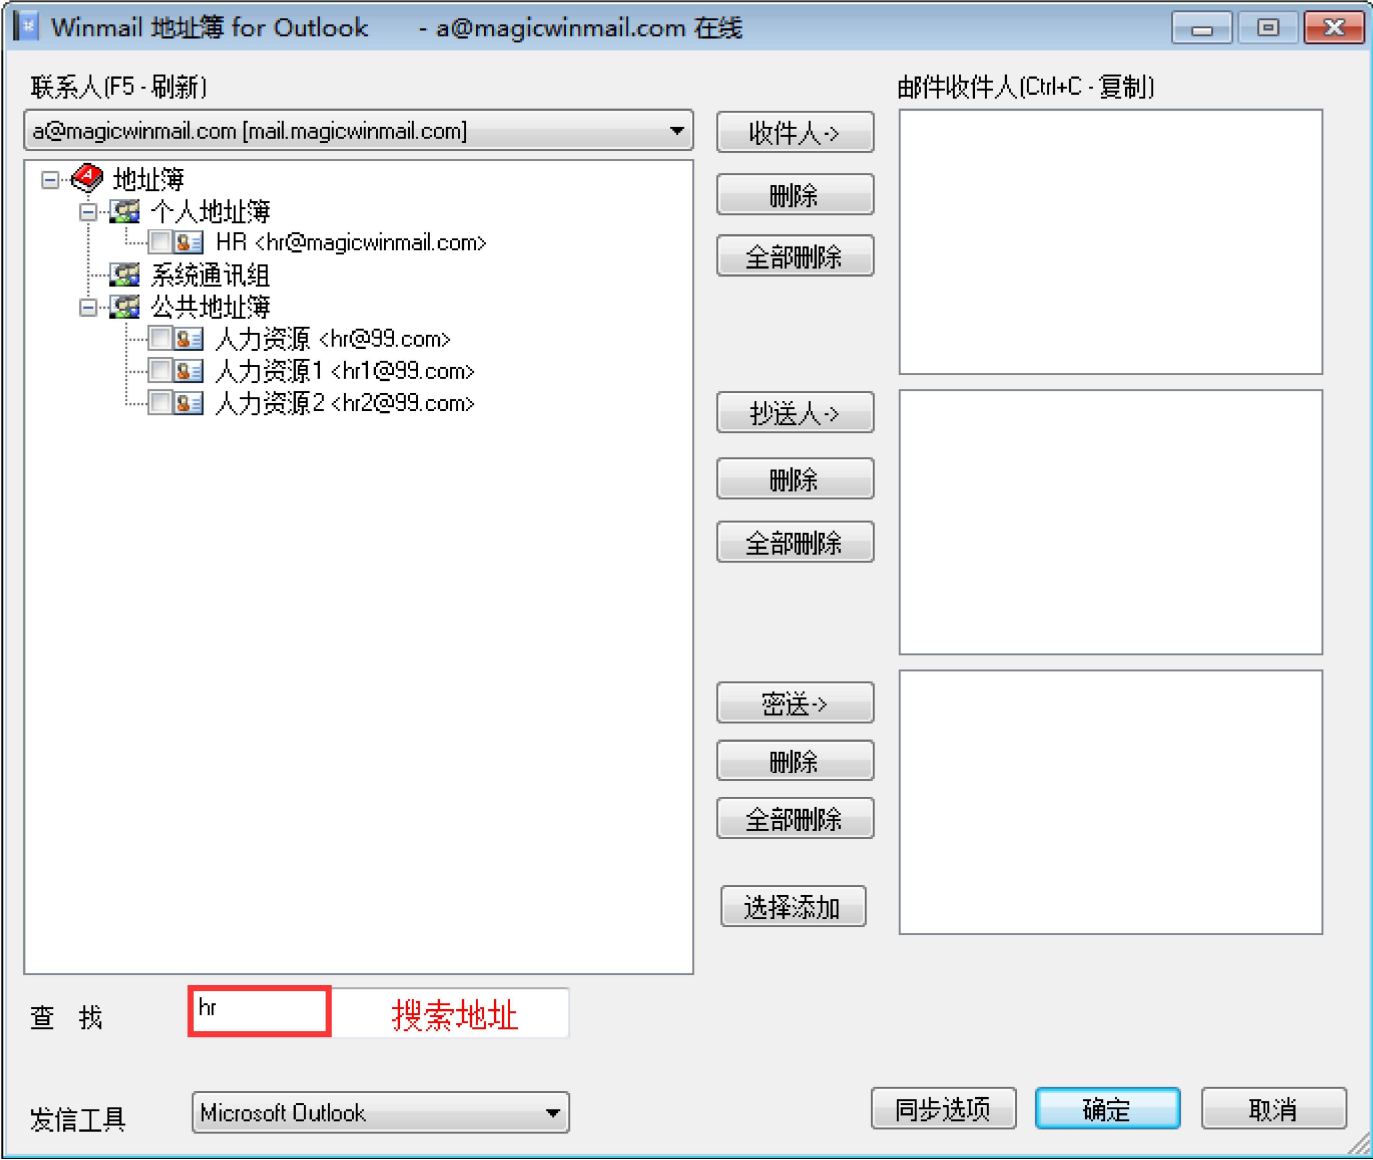 Winmail 地址簿 for Outlook - a@magicwinmail.com 在线
联系人(F5 - 刷新)
a@magicwinmail.com [mail.magicwinmail.com]
地址簿
个人地址簿
HR <hr@magicwinmail.com>
系统通讯组
公共地址簿
人力资源 <hr@99.com>
人力资源1 <hr1@99.com>
人力资源2 <hr2@99.com>
邮件收件人(Ctrl+C - 复制)
收件人->
删除
全部删除
抄送人->
删除
全部删除
密送->
删除
全部删除
选择添加
查 找
hr
搜索地址
发信工具
Microsoft Outlook
同步选项
确定
取消